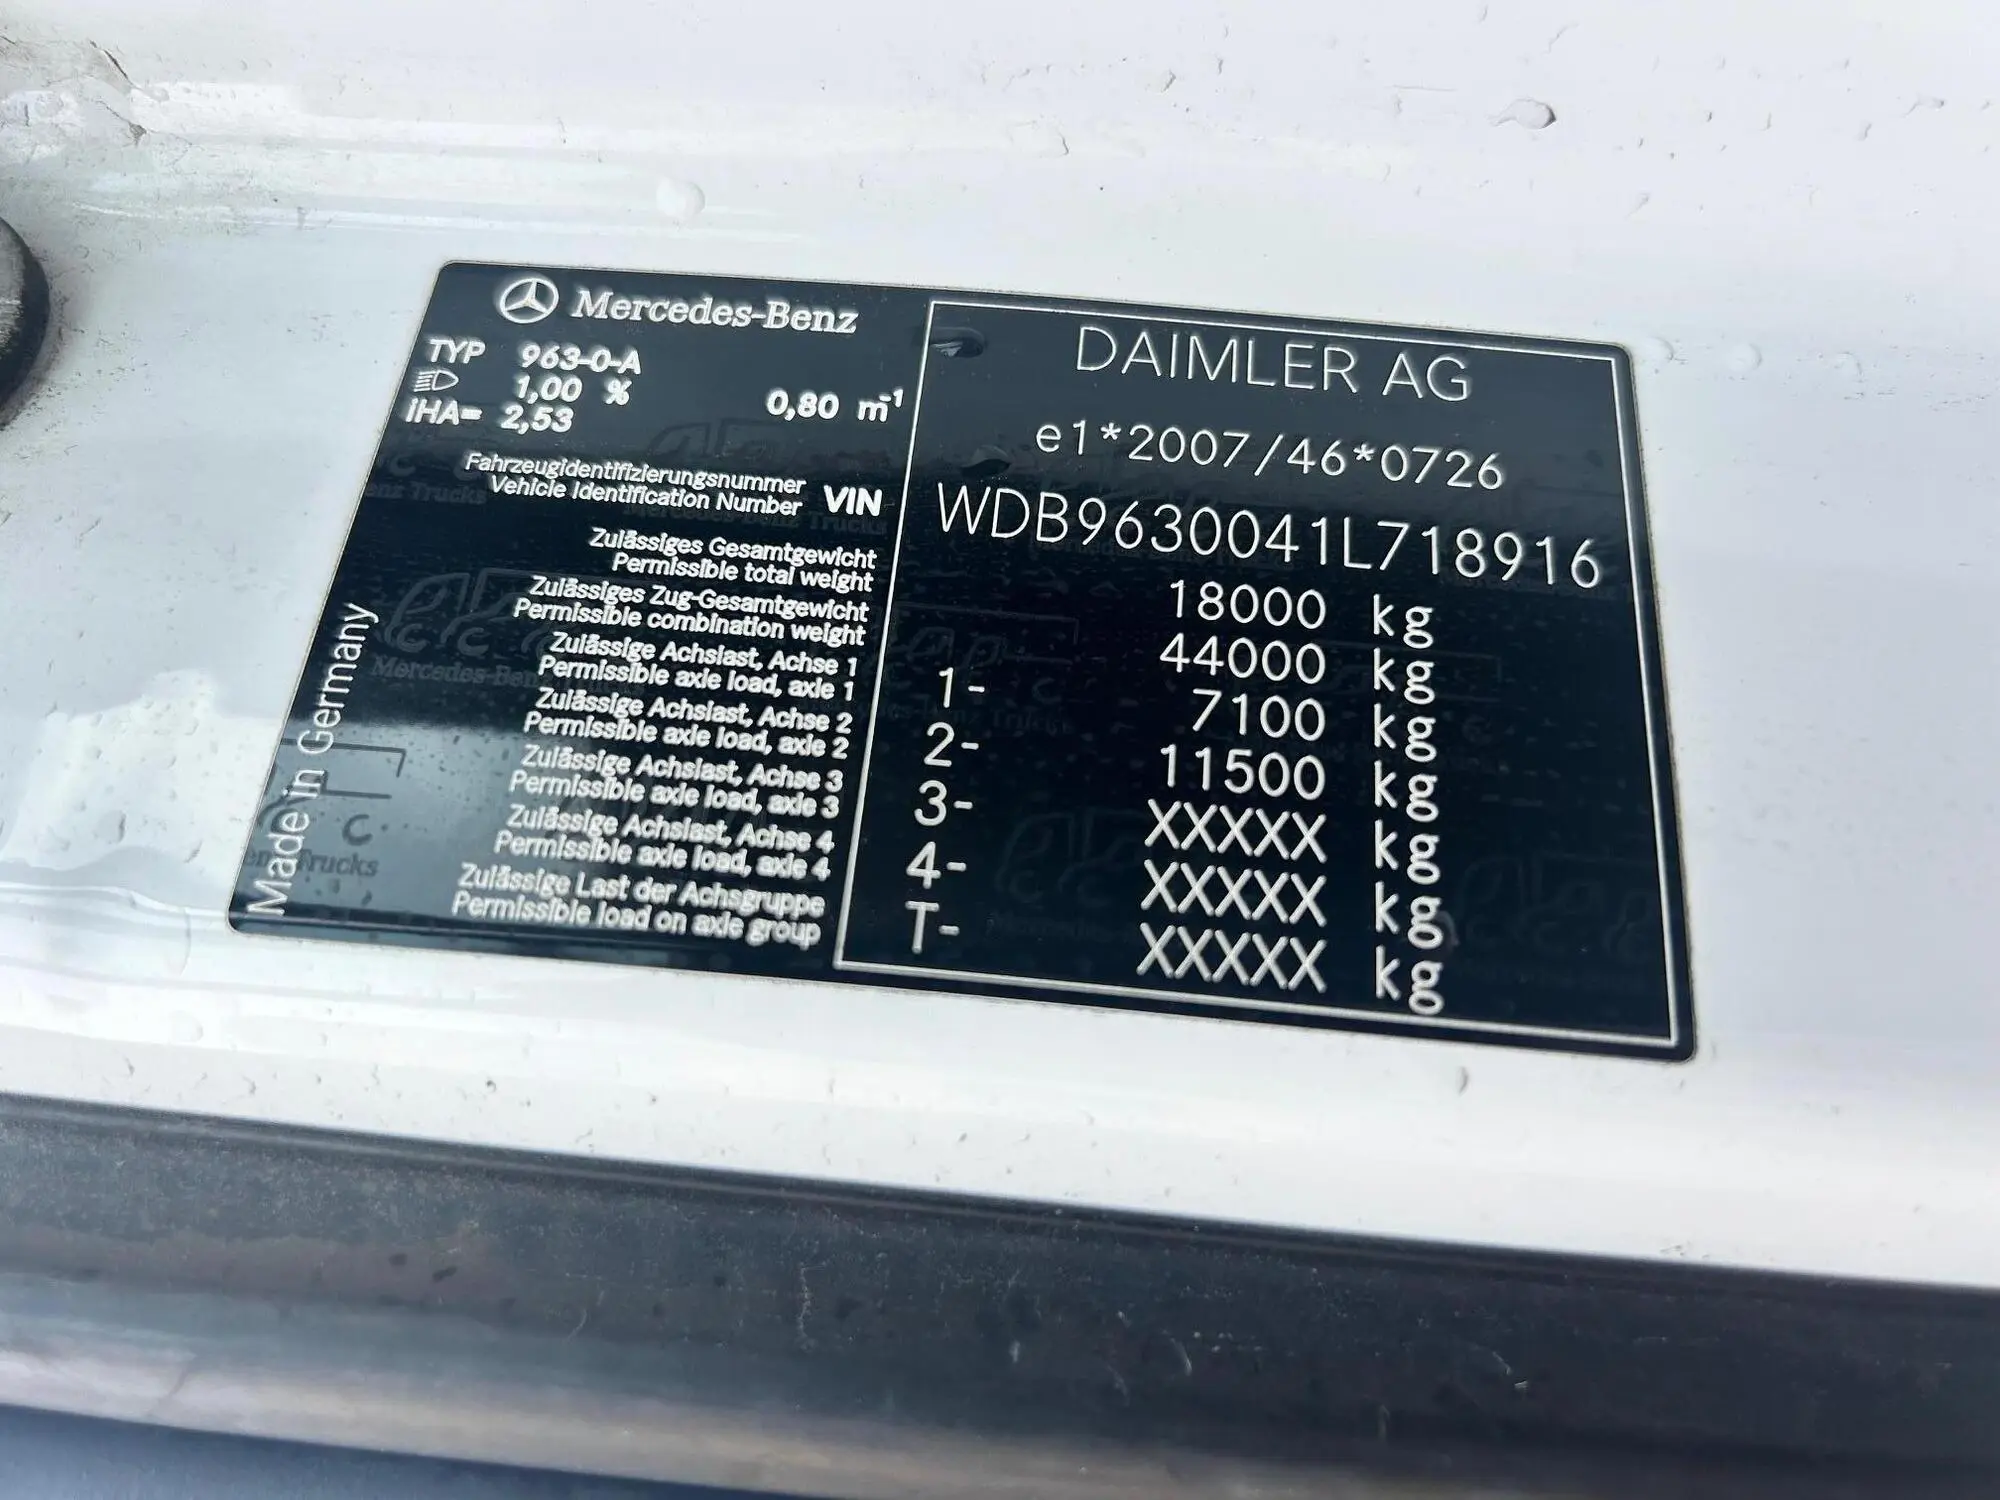 Mercedes-Benz
TYP 963-0-A
1,00 % 0,80 m⁻¹
iHA= 2,53
Fahrzeugidentifizierungsnummer
Vehicle Identification Number VIN
Zulässiges Gesamtgewicht
Permissible total weight
Zulässiges Zug-Gesamtgewicht
Permissible combination weight
Zulässige Achslast, Achse 1
Permissible axle load, axle 1
Zulässige Achslast, Achse 2
Permissible axle load, axle 2
Zulässige Achslast, Achse 3
Permissible axle load, axle 3
Zulässige Achslast, Achse 4
Permissible axle load, axle 4
Zulässige Last der Achsgruppe
Permissible load on axle group
Made in Germany
DAIMLER AG
e1*2007/46*0726
WDB9630041L718916
18000 kg
44000 kg
1- 7100 kg
2- 11500 kg
3- XXXXX kg
4- XXXXX kg
T- XXXXX kg